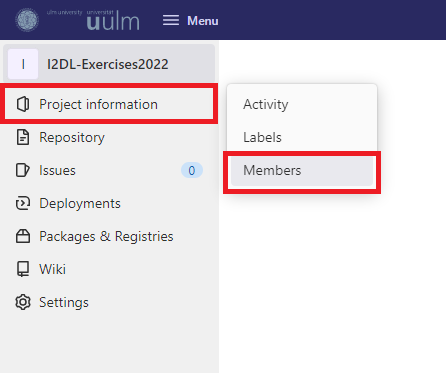 ulm university universität
uulm
Menu
I I2DL-Exercises2022
Project information
Activity
Labels
Members
Repository
Issues 0
Deployments
Packages & Registries
Wiki
Settings